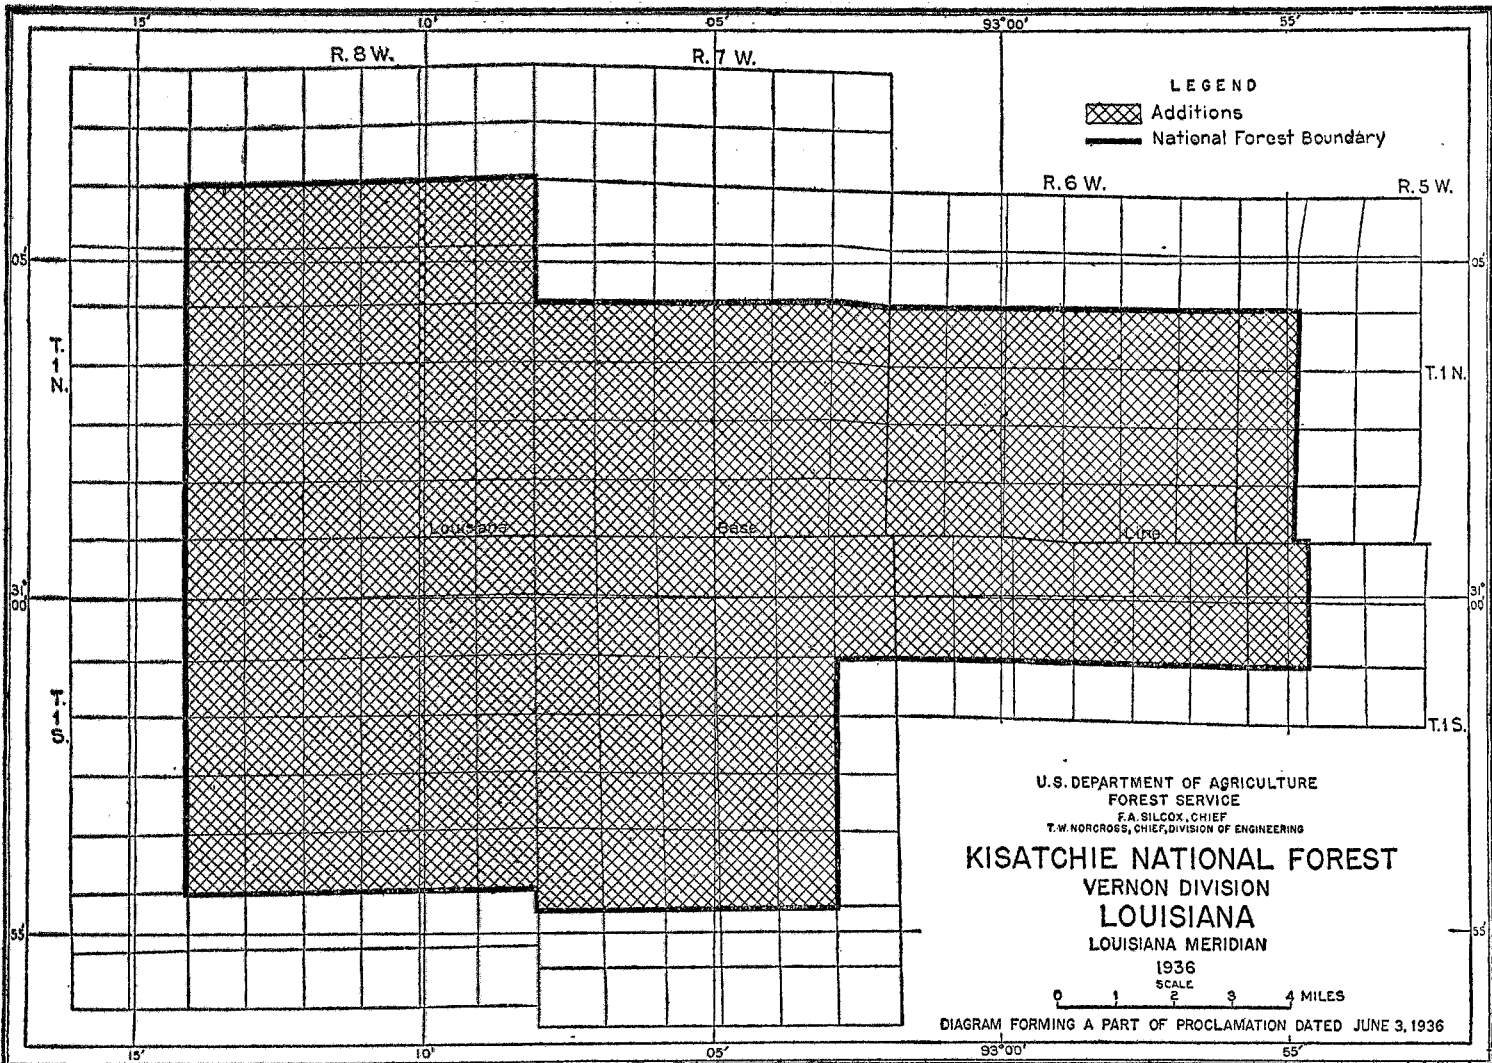 15' 10' 05' 93°00' 55'
R. 8 W. R. 7 W.
LEGEND
Additions
National Forest Boundary
R. 6 W. R. 5 W.
05' 05'
T. 1 N. T. 1 N.
Louisiana Base Line
31° 00' 31° 00'
T. 1 S. T. 1 S.
U.S. DEPARTMENT OF AGRICULTURE
FOREST SERVICE
F.A. SILCOX, CHIEF
T.W. NORCROSS, CHIEF, DIVISION OF ENGINEERING
KISATCHIE NATIONAL FOREST
VERNON DIVISION
LOUISIANA
LOUISIANA MERIDIAN
55' 55'
1936
SCALE
0 1 2 3 4 MILES
DIAGRAM FORMING A PART OF PROCLAMATION DATED JUNE 3, 1936
15' 10' 05' 93°00' 55'